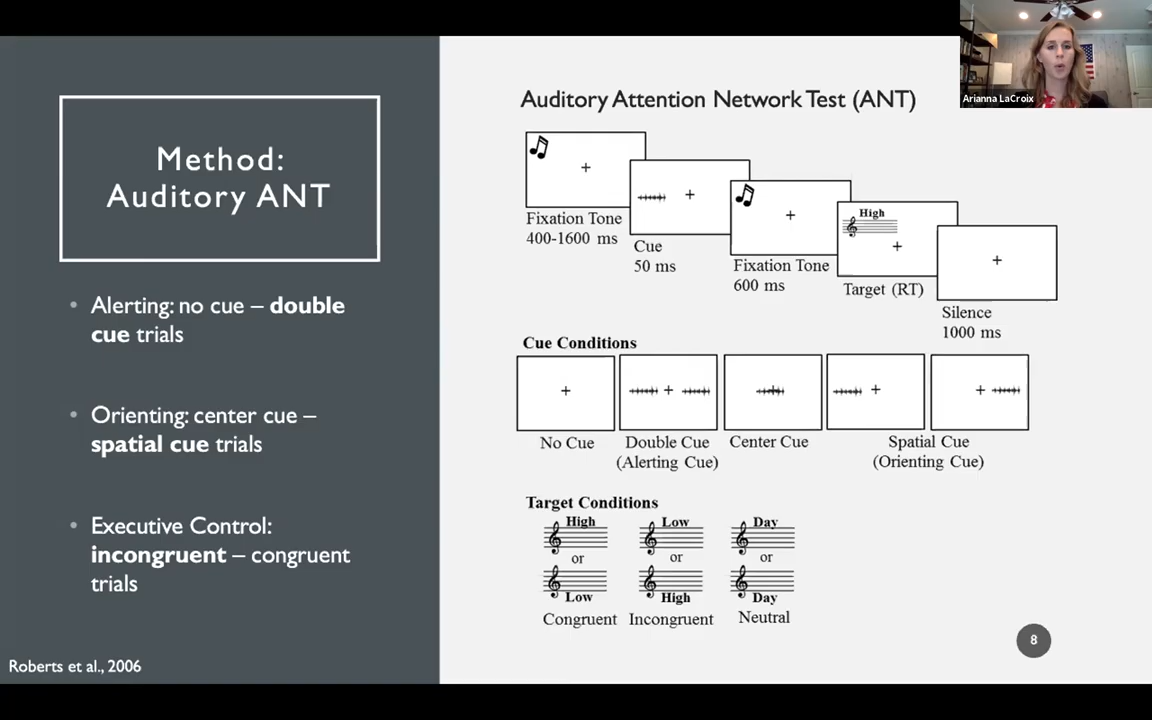 Arianna LaCroix
Method:
Auditory ANT
Alerting: no cue – double
cue trials
Orienting: center cue –
spatial cue trials
Executive Control:
incongruent – congruent
trials
Roberts et al., 2006
Auditory Attention Network Test (ANT)
Fixation Tone
400-1600 ms
Cue
50 ms
Fixation Tone
600 ms
High
Target (RT)
Silence
1000 ms
Cue Conditions
No Cue
Double Cue
(Alerting Cue)
Center Cue
Spatial Cue
(Orienting Cue)
Target Conditions
High
or
Low
Congruent
Low
or
High
Incongruent
Day
or
Day
Neutral
8